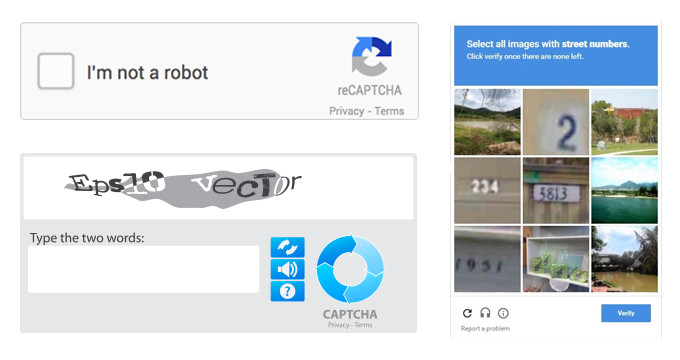 I'm not a robot
reCAPTCHA
Privacy - Terms
Eps10 vector
Type the two words:
CAPTCHA
Privacy - Terms
Select all images with street numbers.
Click verify once there are none left.
2
234
3813
1951
Verify
Report a problem